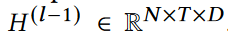 H^{(l-1)} ∈ ℝ^{N×T×D}